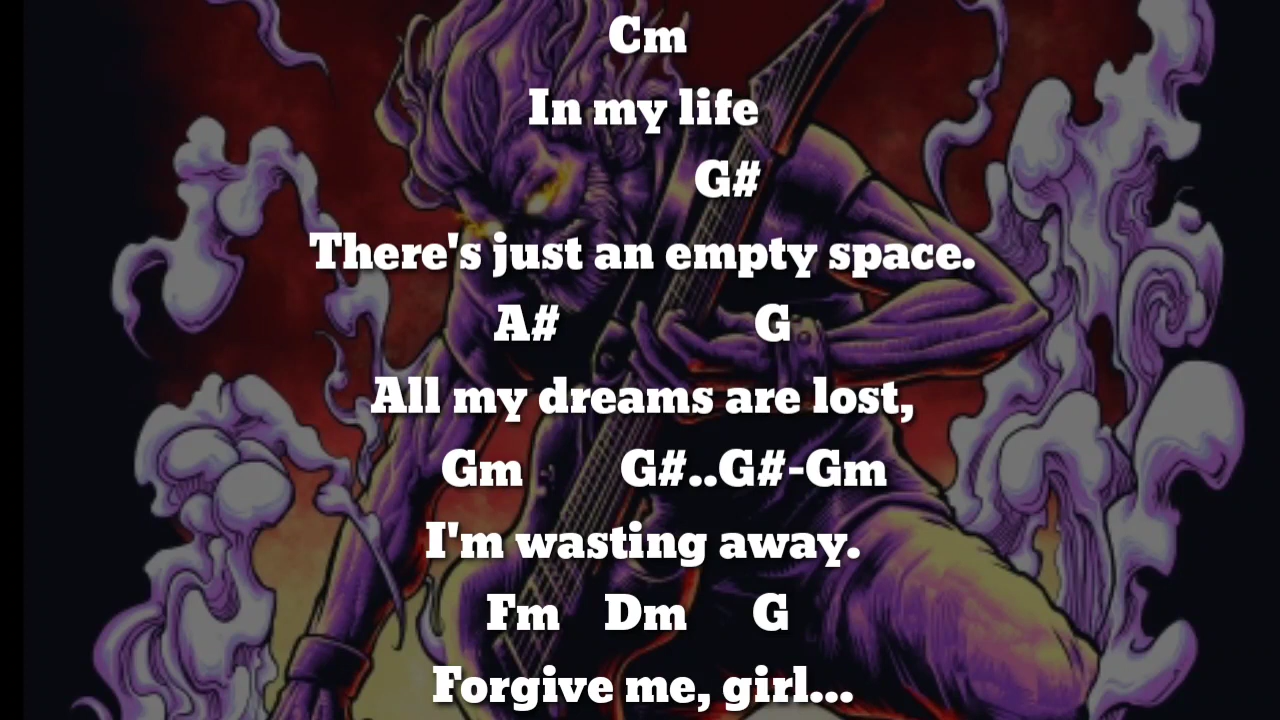 Cm
In my life
G#
There's just an empty space.
A# G
All my dreams are lost,
Gm G#..G#-Gm
I'm wasting away.
Fm Dm G
Forgive me, girl...